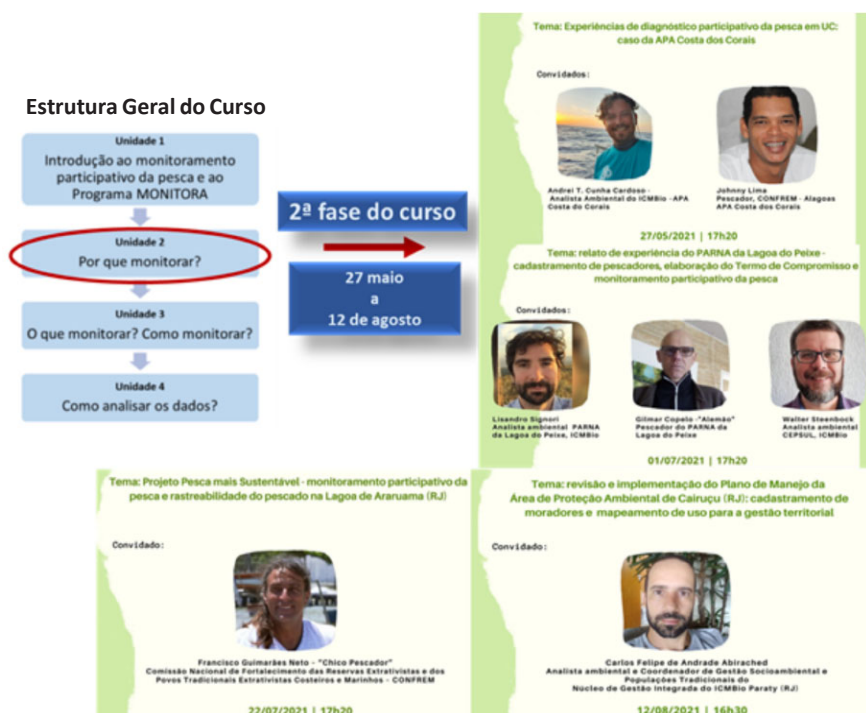 Estrutura Geral do Curso
Unidade 1
Introdução ao monitoramento
participativo da pesca e ao
Programa MONITORA
Unidade 2
Por que monitorar?
Unidade 3
O que monitorar? Como monitorar?
Unidade 4
Como analisar os dados?
2ª fase do curso
27 maio
a
12 de agosto
Tema: Experiências de diagnóstico participativo da pesca em UC:
caso da APA Costa dos Corais
Convidados:
Andrei T. Cunha Cardoso -
Analista Ambiental do ICMBio -APA
Costa do Corais
Johnny Lima
Pescador, CONFREM - Alagoas
APA Costa dos Corais
27/05/2021 | 17h20
Tema: relato de experiência do PARNA da Lagoa do Peixe -
cadastramento de pescadores, elaboração do Termo de Compromisso e
monitoramento participativo da pesca
Convidados:
Lisandro Signori
Analista ambiental PARNA
da Lagoa do Peixe, ICMBio
Gilmar Copelo -"Alemão"
Pescador do PARNA da
Lagoa do Peixe
Walter Steenbock
Analista ambiental
CEPSUL, ICMBio
01/07/2021 | 17h20
Tema: Projeto Pesca mais Sustentável - monitoramento participativo da
pesca e rastreabilidade do pescado na Lagoa de Araruama (RJ)
Convidado:
Francisco Guimarães Neto - "Chico Pescador"
Comissão Nacional de Fortalecimento das Reservas Extrativistas e dos
Povos Tradicionais Extrativistas Costeiros e Marinhos - CONFREM
22/07/2021 | 17h20
Tema: revisão e implementação do Plano de Manejo da
Área de Proteção Ambiental de Cairuçu (RJ): cadastramento de
moradores e mapeamento de uso para a gestão territorial
Convidado:
Carlos Felipe de Andrade Abirached
Analista ambiental e Coordenador de Gestão Socioambiental e
Populações Tradicionais do
Núcleo de Gestão Integrada do ICMBio Paraty (RJ)
12/08/2021 | 16h30